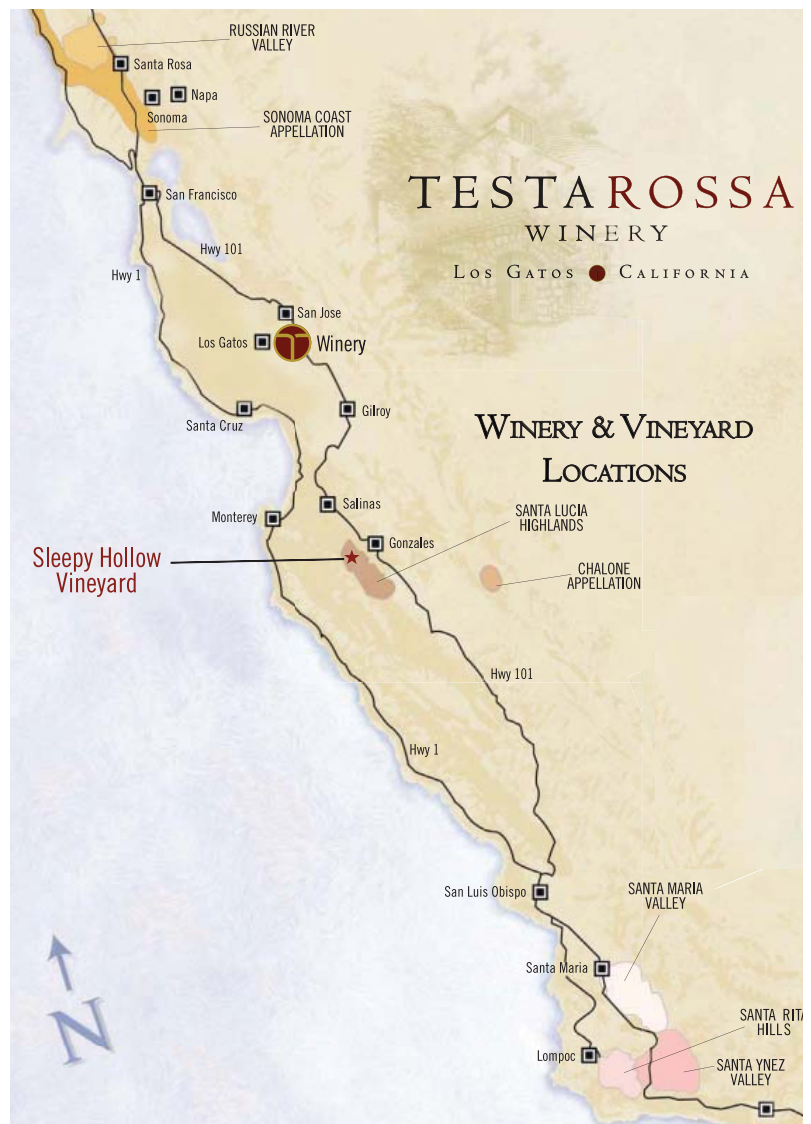 RUSSIAN RIVER
VALLEY
Santa Rosa
Napa
Sonoma
SONOMA COAST
APPELLATION
TESTAROSSA
WINERY
LOS GATOS CALIFORNIA
San Francisco
Hwy 101
Hwy 1
San Jose
Los Gatos
Winery
Santa Cruz
Gilroy
WINERY & VINEYARD
LOCATIONS
Salinas
Monterey
SANTA LUCIA
HIGHLANDS
Gonzales
Sleepy Hollow
Vineyard
CHALONE
APPELLATION
Hwy 101
Hwy 1
San Luis Obispo
SANTA MARIA
VALLEY
Santa Maria
N
SANTA RITA
HILLS
Lompoc
SANTA YNEZ
VALLEY